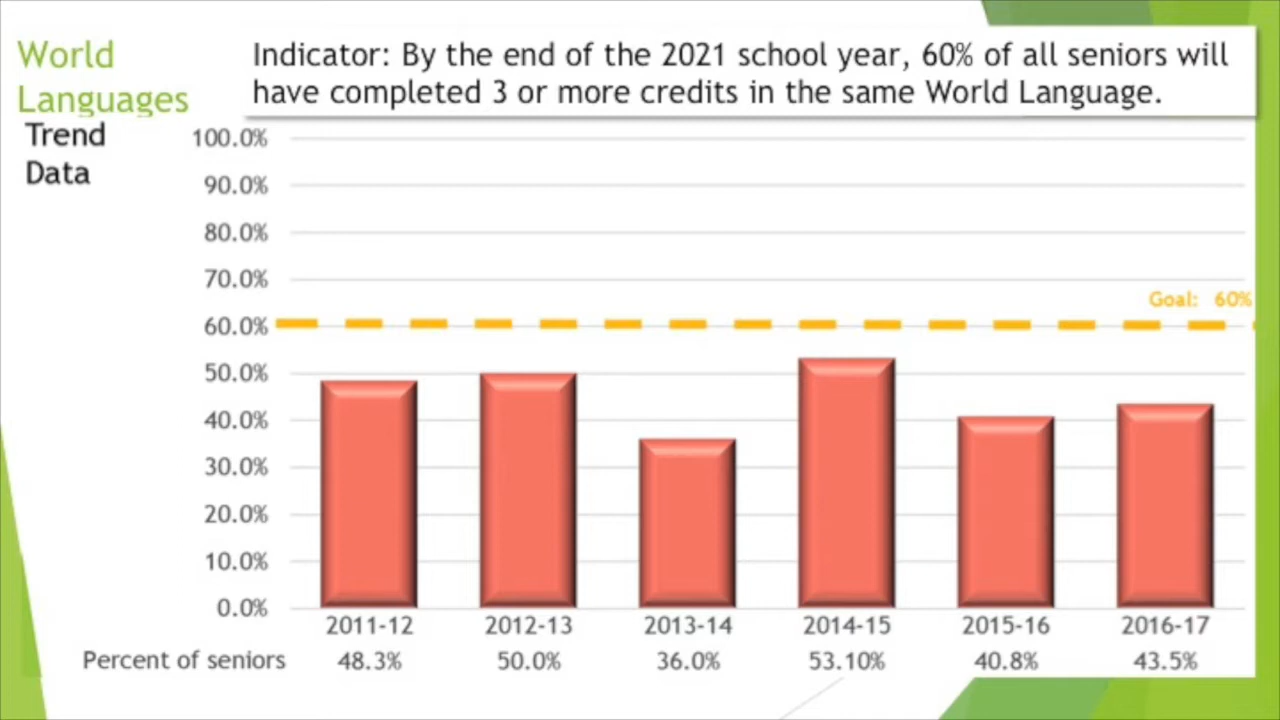 World
Languages
Trend
Data
Indicator: By the end of the 2021 school year, 60% of all seniors will
have completed 3 or more credits in the same World Language.
100.0%
90.0%
80.0%
70.0%
Goal: 60%
60.0%
50.0%
40.0%
30.0%
20.0%
10.0%
0.0%
2011-12 2012-13 2013-14 2014-15 2015-16 2016-17
Percent of seniors 48.3% 50.0% 36.0% 53.10% 40.8% 43.5%